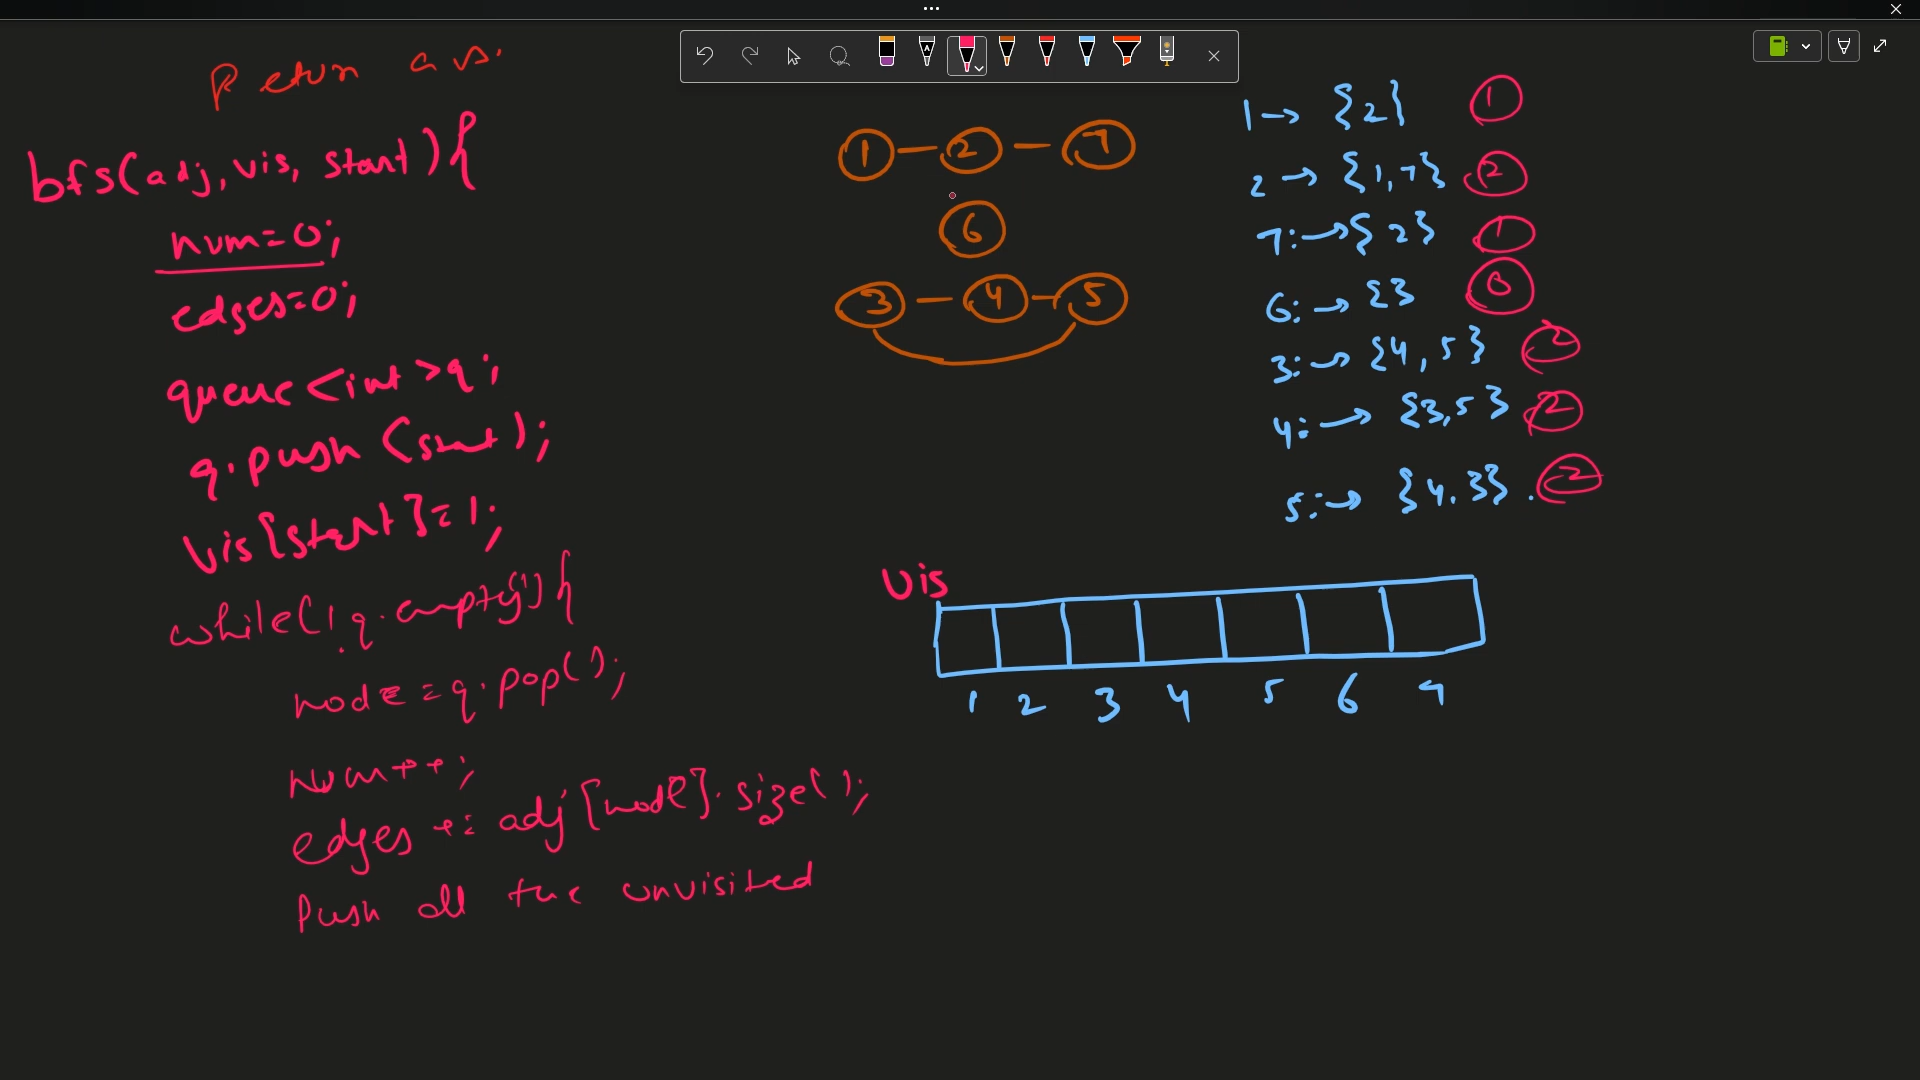 Return ans.
bfs(adj, vis, start){
num=0;
edges=0;
queue<int>q;
q.push(start);
vis[start]=1;
while(!q.empty()){
node=q.pop();
num++;
edges+=adj[node].size();
Push all the unvisited
1 — 2 — 7
6
3 — 4 — 5
1→ {2} 1
2→ {1,7} 2
7:→{2} 1
6:→ {} 0
3:→ {4,5} 2
4:→ {3,5} 2
5:→ {4,3}. 2
Vis
1 2 3 4 5 6 7